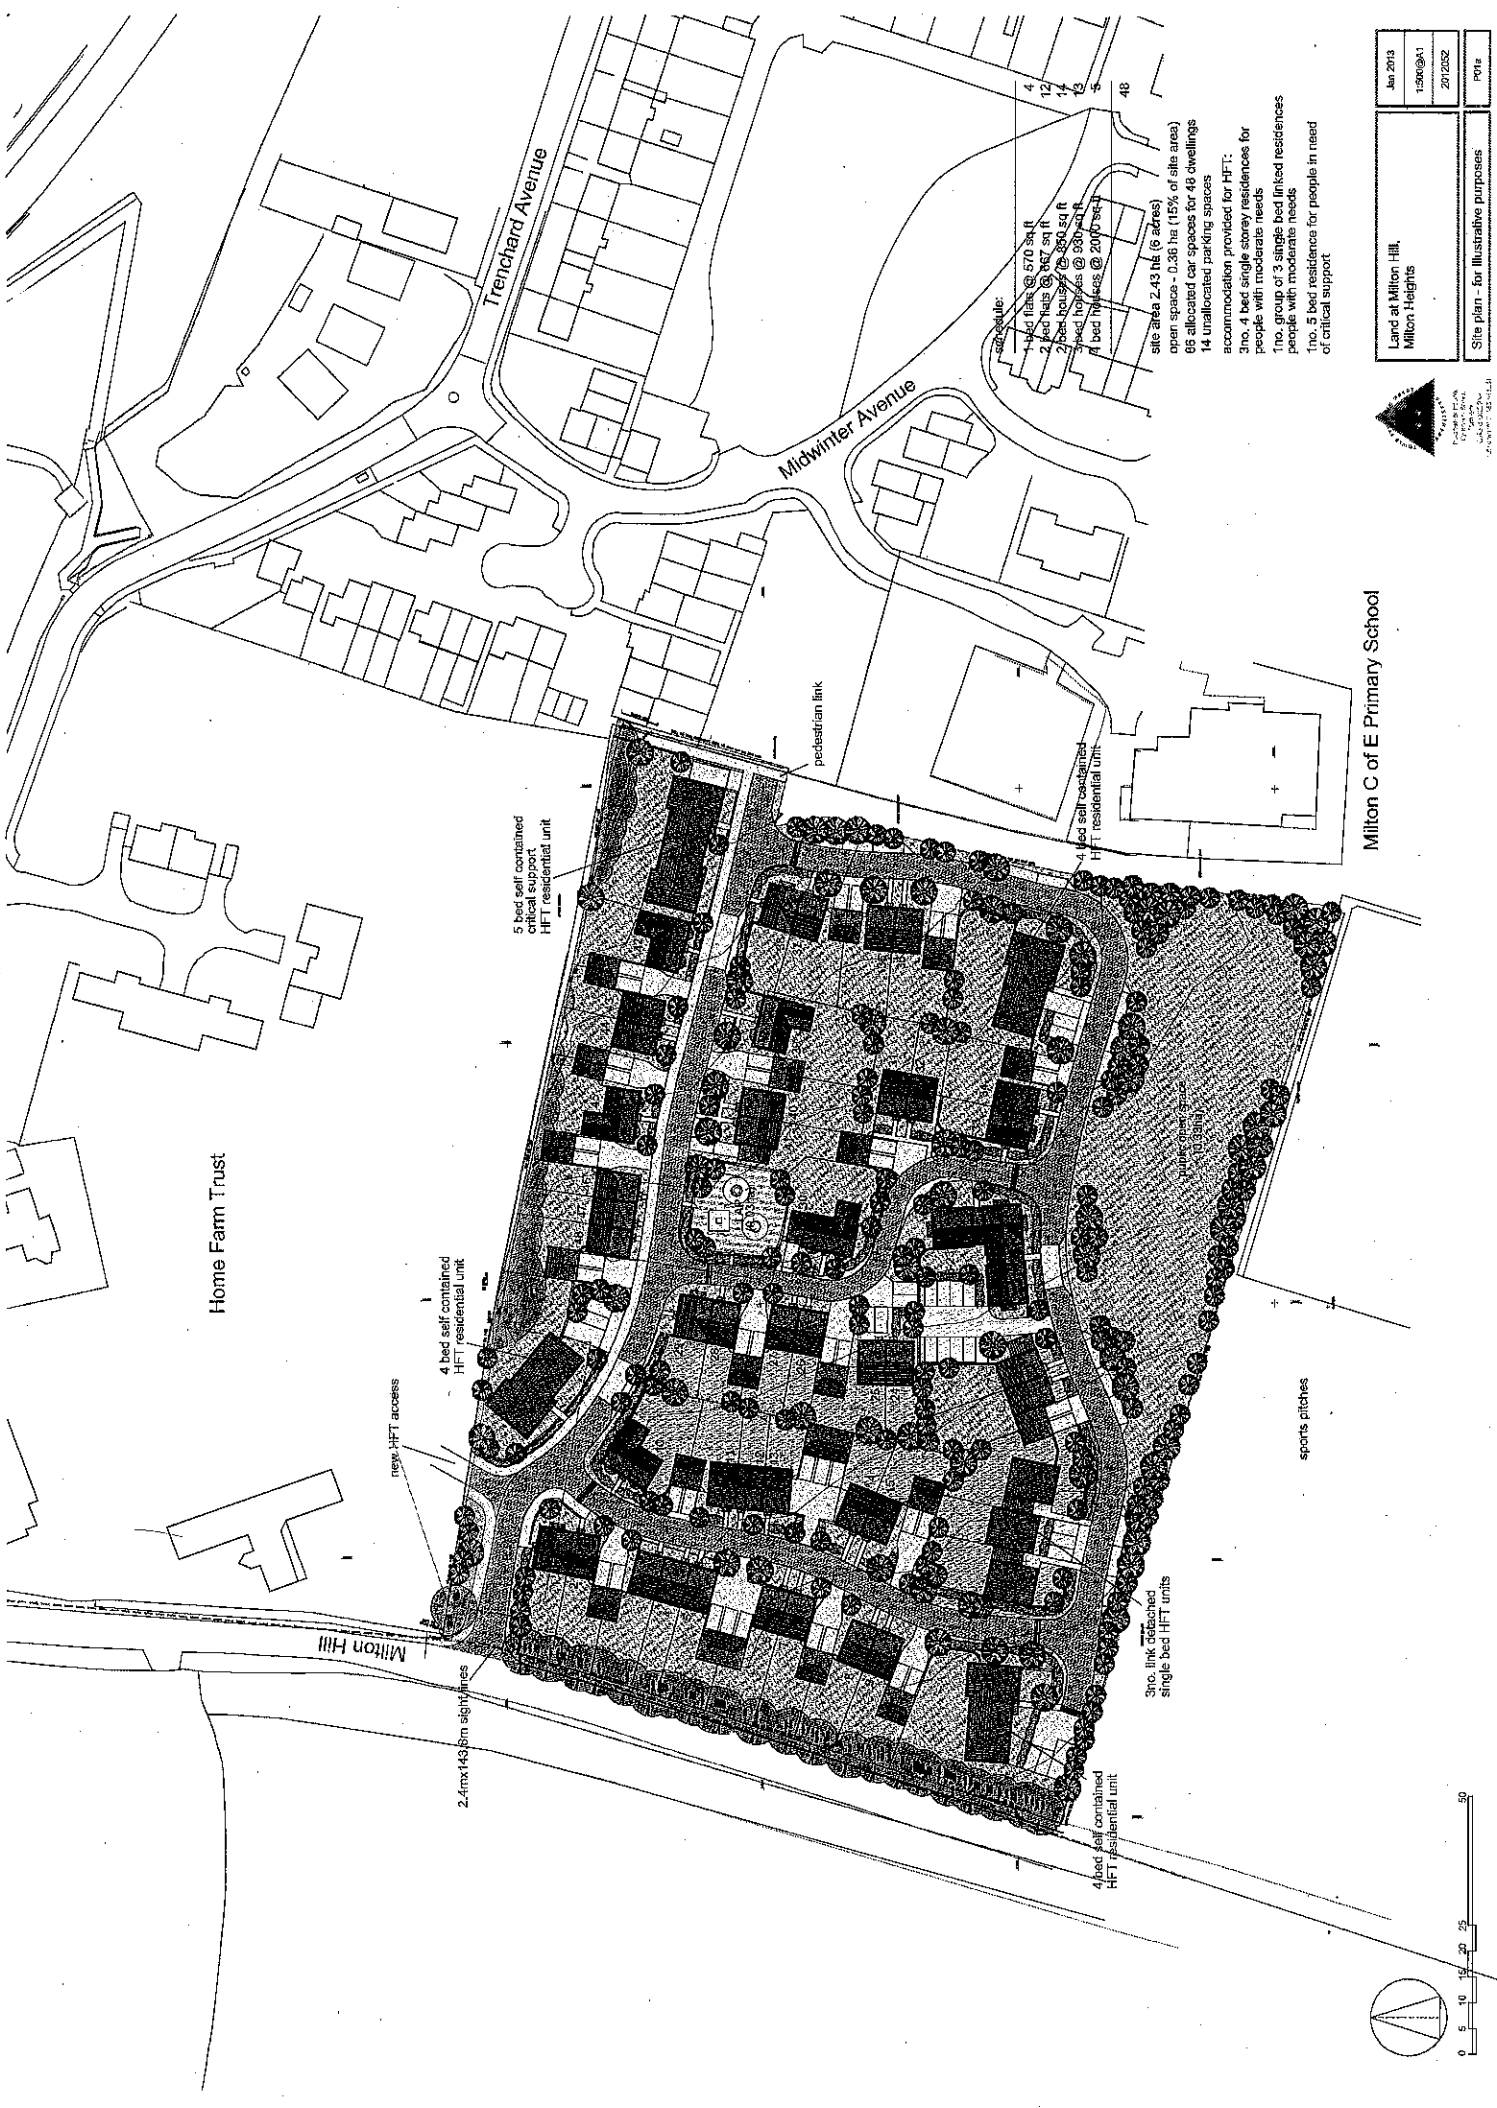 Home Farm Trust
Trenchard Avenue
Midwinter Avenue
Milton Hill
Milton C of E Primary School
new HFT access
2.4mx143.8m sight lines
4 bed self contained
HFT residential unit
5 bed self contained
critical support
HFT residential unit
pedestrian link
4 bed self contained
HFT residential unit
sports pitches
3no. link detached
single bed HFT units
4 bed self contained
HFT residential unit
public open space
schedule:
1 bed flats @ 570 sq ft 4
2 bed flats @ 667 sq ft 12
2 bed houses @ 850 sq ft 14
3 bed houses @ 930 sq ft 13
4 bed houses @ 2000 sq ft 5
48
site area 2.43 ha (6 acres)
open space - 0.36 ha (15% of site area)
86 allocated car spaces for 48 dwellings
14 unallocated parking spaces
accommodation provided for HFT:
3no. 4 bed single storey residences for
people with moderate needs
1no. group of 3 single bed linked residences
people with moderate needs
1no. 5 bed residence for people in need
of critical support
Land at Milton Hill,
Milton Heights
Site plan - for illustrative purposes
Jan 2013
1:500@A1
2012052
P01a
0 5 10 15 20 25 50